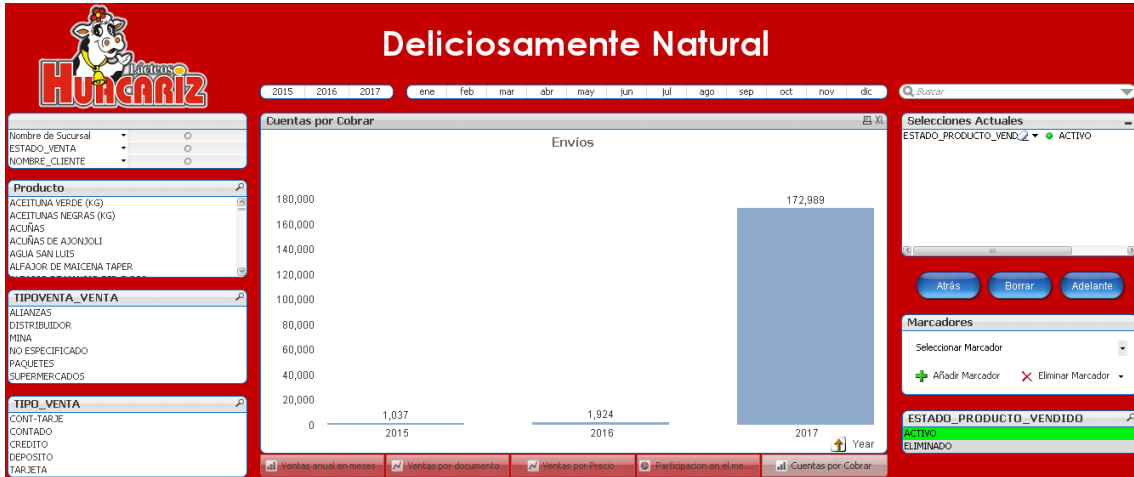 Lácteos
HUACARIZ
Deliciosamente Natural
2015 2016 2017 ene feb mar abr may jun jul ago sep oct nov dic Buscar
Nombre de Sucursal
ESTADO_VENTA
NOMBRE_CLIENTE
Producto
ACEITUNA VERDE (KG)
ACEITUNAS NEGRAS (KG)
ACUÑAS
ACUÑAS DE AJONJOLI
AGUA SAN LUIS
ALFAJOR DE MAICENA TAPER
TIPOVENTA_VENTA
ALIANZAS
DISTRIBUIDOR
MINA
NO ESPECIFICADO
PAQUETES
SUPERMERCADOS
TIPO_VENTA
CONT-TARJE
CONTADO
CREDITO
DEPOSITO
TARJETA
Cuentas por Cobrar XL
Envíos
180,000
160,000
140,000
120,000
100,000
80,000
60,000
40,000
20,000
0
1,037 1,924 172,989
2015 2016 2017
Year
Ventas anual en meses Ventas por documento Ventas por Precio Participacion en el me... Cuentas por Cobrar
Selecciones Actuales
ESTADO_PRODUCTO_VEND ACTIVO
Atrás Borrar Adelante
Marcadores
Seleccionar Marcador
Añadir Marcador Eliminar Marcador
ESTADO_PRODUCTO_VENDIDO
ACTIVO
ELIMINADO